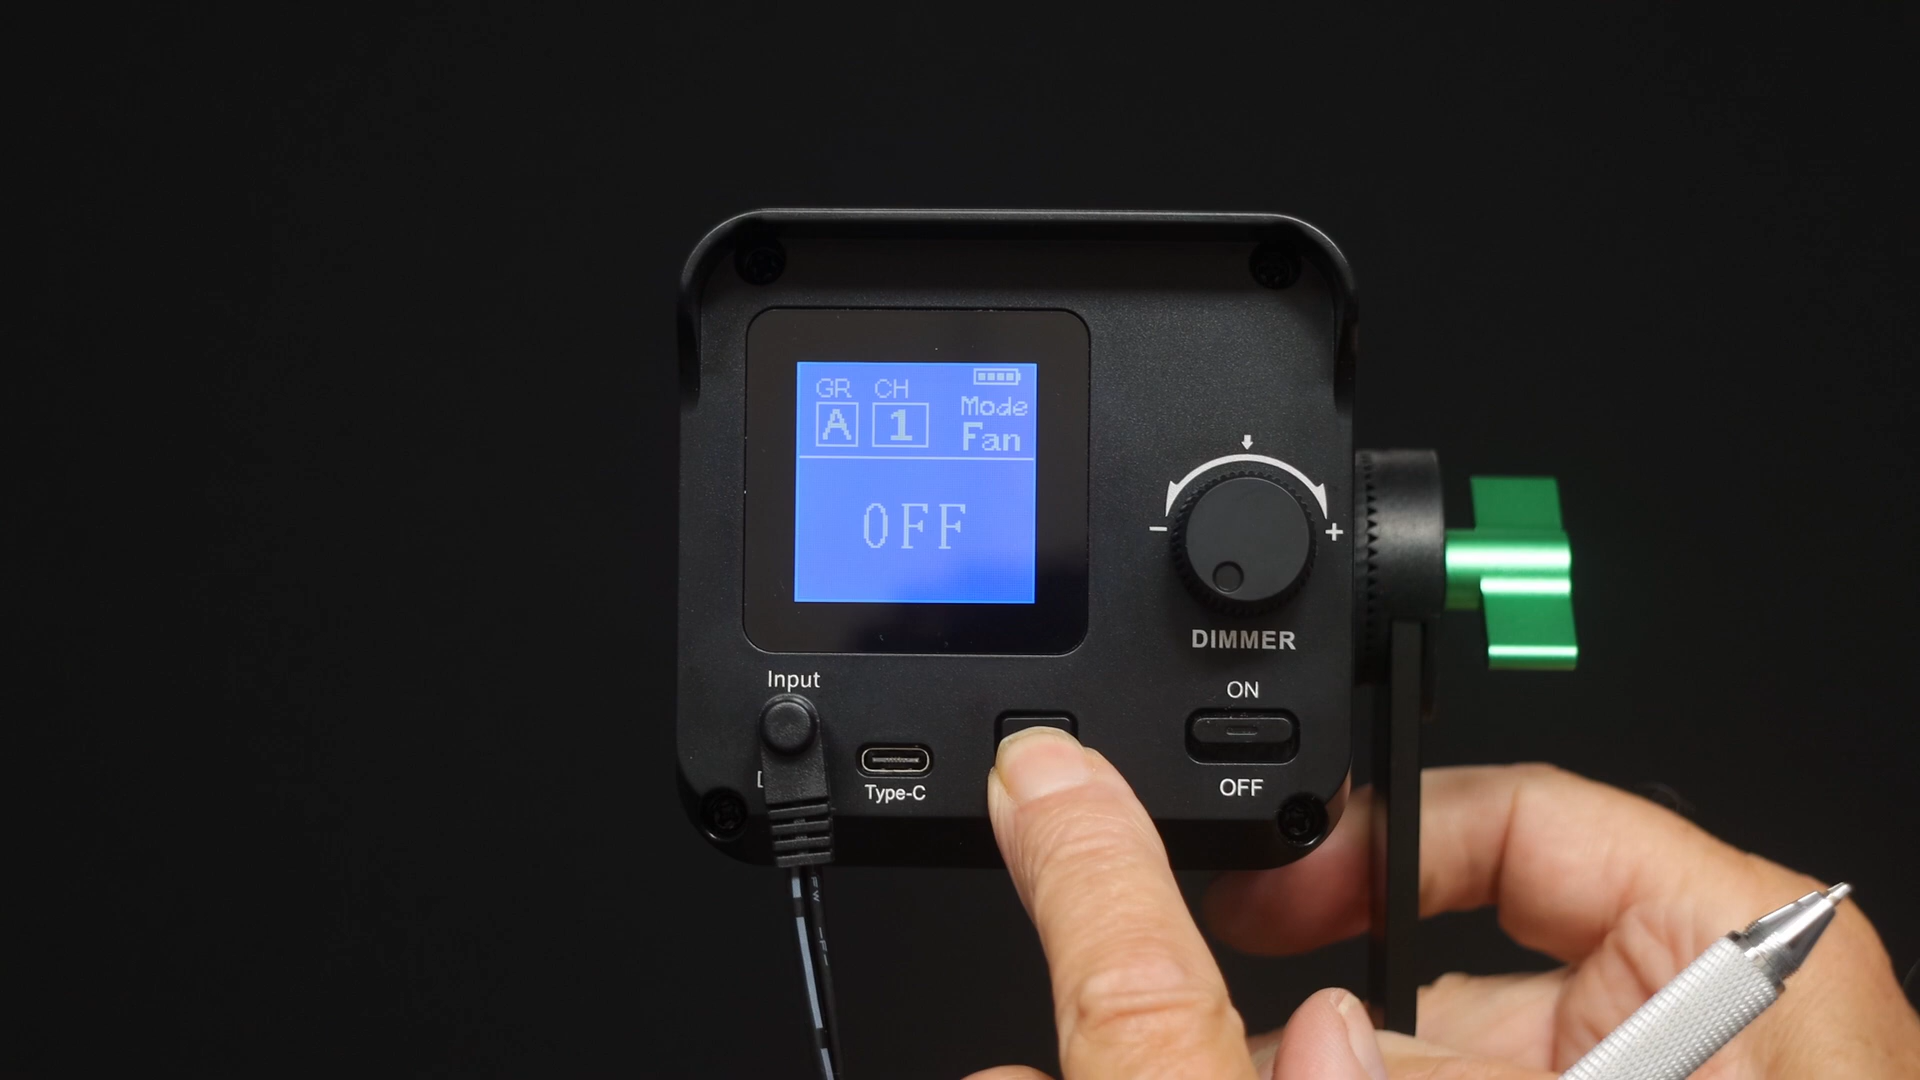 GR CH
A 1
Mode
Fan
OFF
DIMMER
Input
ON
Type-C
OFF